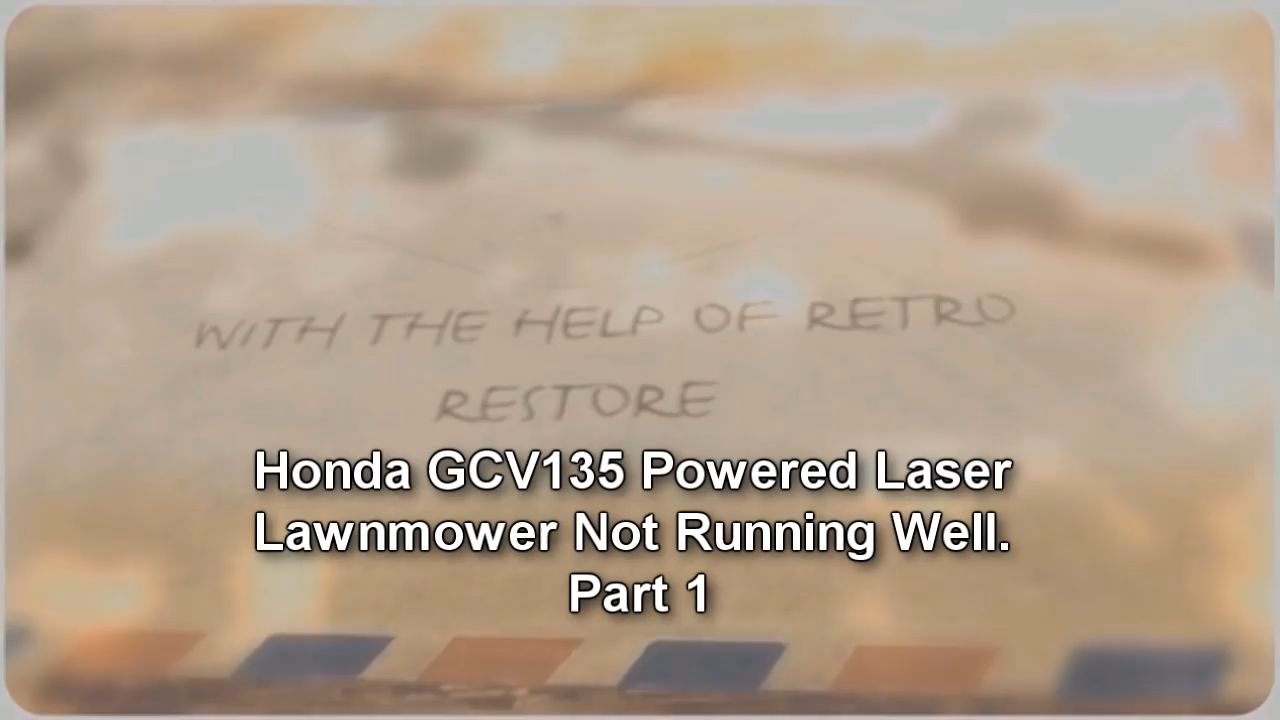 WITH THE HELP OF RETRO
RESTORE
Honda GCV135 Powered Laser
Lawnmower Not Running Well.
Part 1